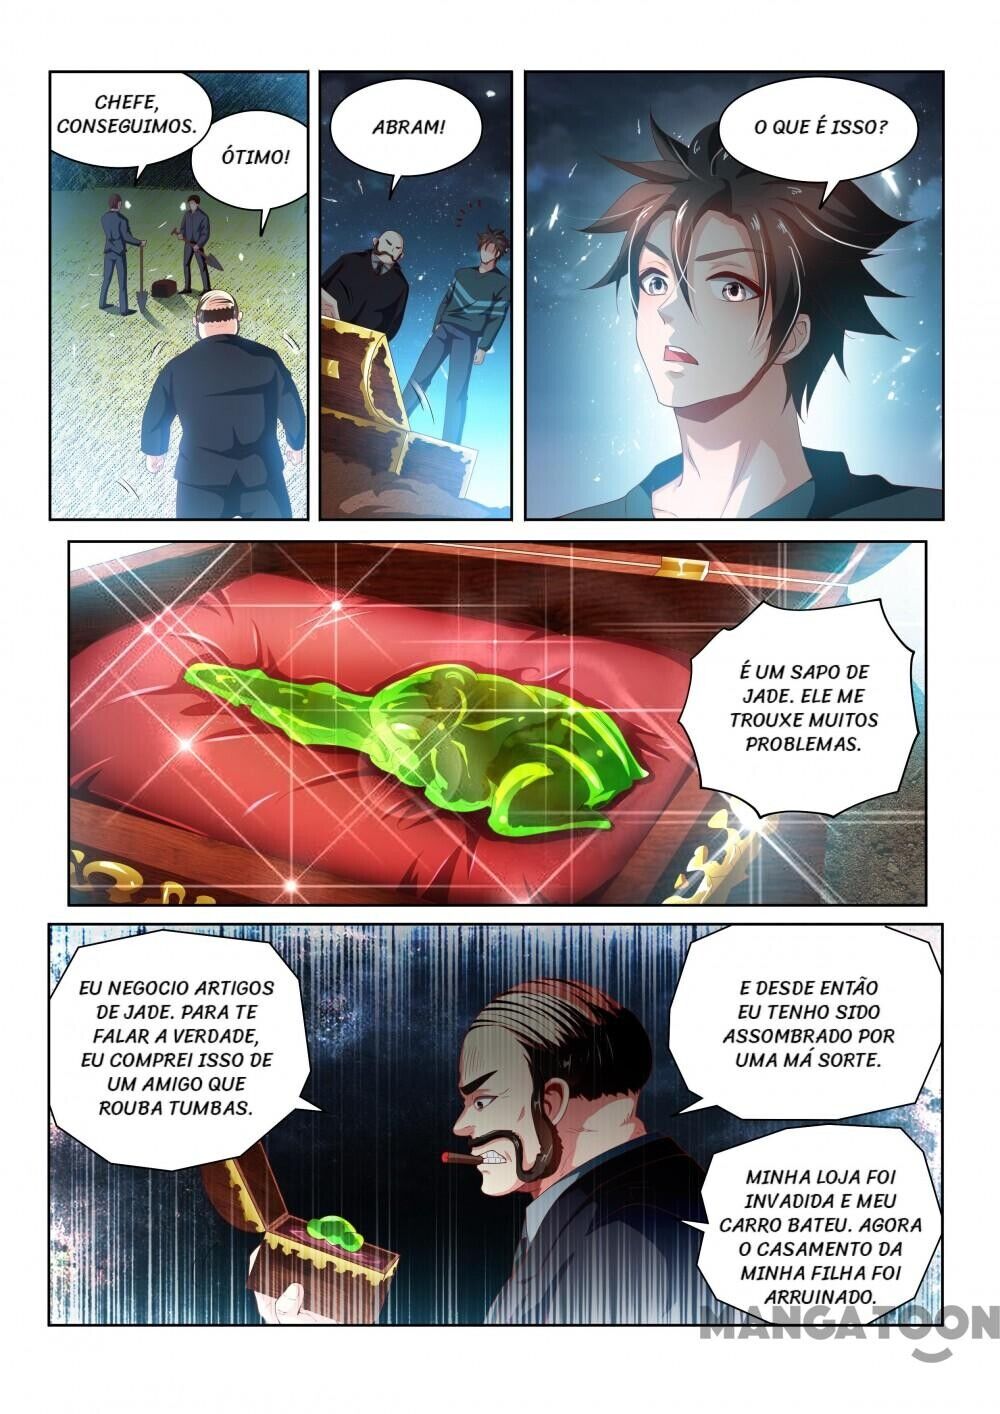 CHEFE,
CONSEGUIMOS.
ÓTIMO!
ABRAM!
O QUE É ISSO?
É UM SAPO DE
JADE. ELE ME
TROUXE MUITOS
PROBLEMAS.
EU NEGOCIO ARTIGOS
DE JADE. PARA TE
FALAR A VERDADE,
EU COMPREI ISSO DE
UM AMIGO QUE
ROUBA TUMBAS.
E DESDE ENTÃO
EU TENHO SIDO
ASSOMBRADO POR
UMA MÁ SORTE.
MINHA LOJA FOI
INVADIDA E MEU
CARRO BATEU. AGORA
O CASAMENTO DA
MINHA FILHA FOI
ARRUINADO.
MANGATOON